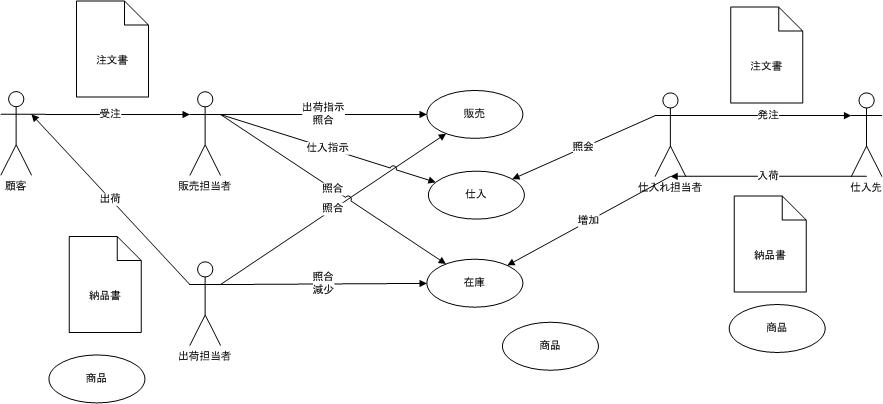 注文書
注文書
受注
出荷指示
照合
販売
発注
顧客
販売担当者
仕入指示
照会
仕入れ担当者
仕入先
入荷
出荷
照合
照合
仕入
増加
納品書
納品書
照合
減少
在庫
出荷担当者
商品
商品
商品